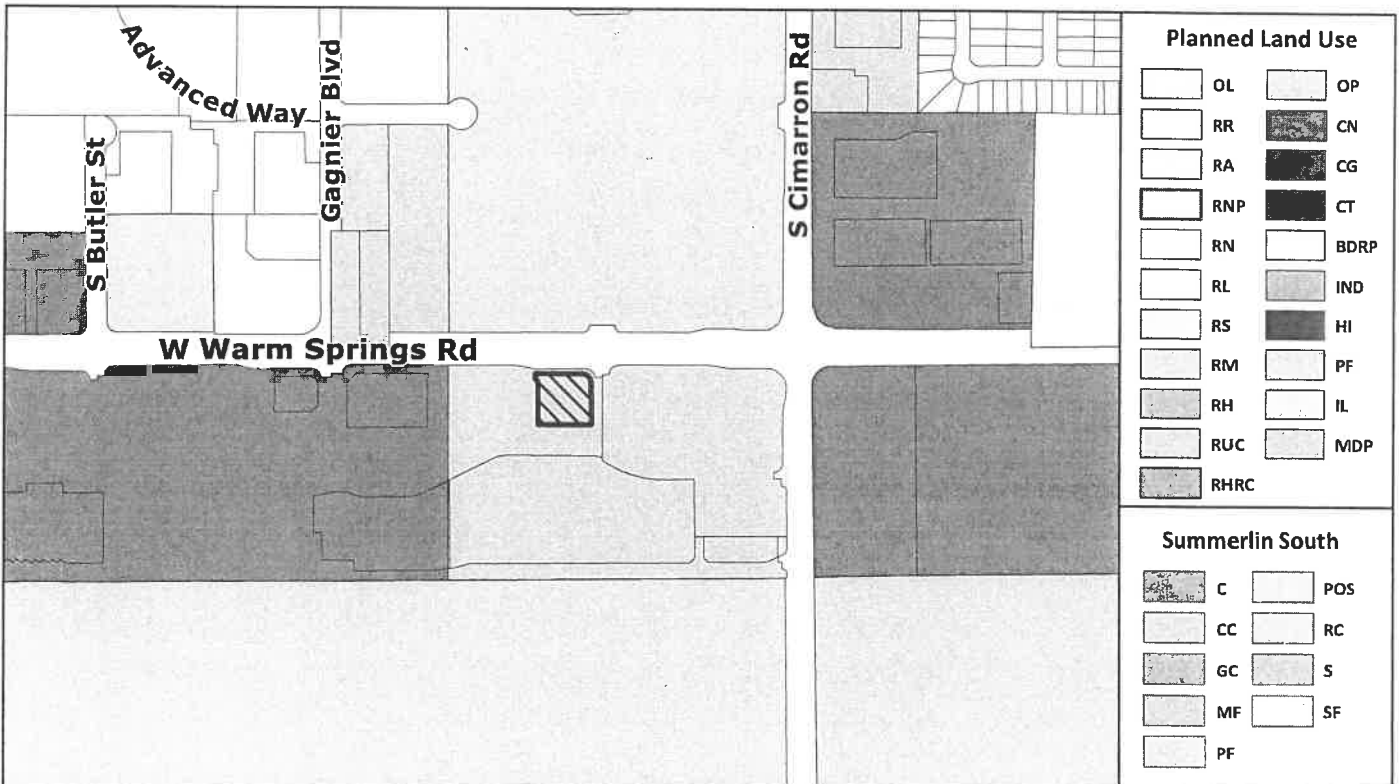 Advanced Way
Gagnier Blvd
S Butler St
S Cimarron Rd
W Warm Springs Rd
Planned Land Use
OL
OP
RR
CN
RA
CG
RNP
CT
RN
BDRP
RL
IND
RS
HI
RM
PF
RH
IL
RUC
MDP
RHRC
Summerlin South
C
POS
CC
RC
GC
S
MF
SF
PF